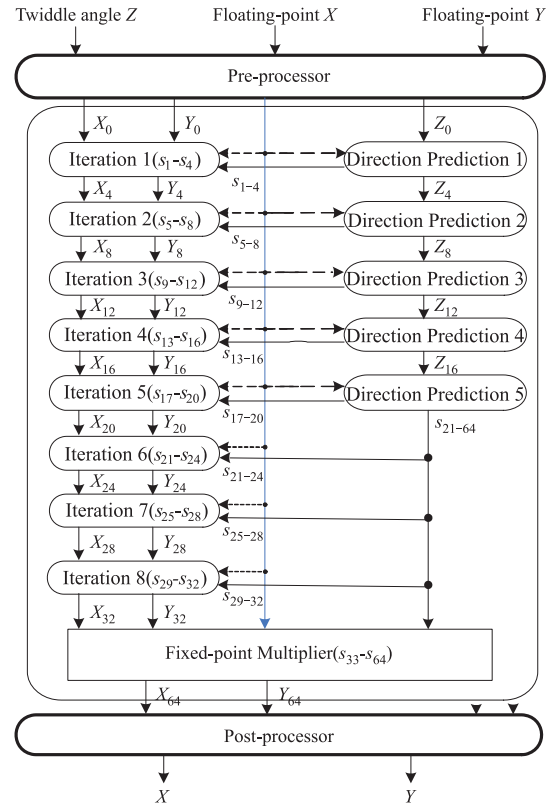 Twiddle angle Z Floating-point X Floating-point Y
Pre-processor
X0 Y0 Z0
Iteration 1(s1-s4) Direction Prediction 1
s1–4
X4 Y4 Z4
Iteration 2(s5-s8) Direction Prediction 2
s5–8
X8 Y8 Z8
Iteration 3(s9-s12) Direction Prediction 3
s9–12
X12 Y12 Z12
Iteration 4(s13-s16) Direction Prediction 4
s13–16
X16 Y16 Z16
Iteration 5(s17-s20) Direction Prediction 5
s17–20
X20 Y20 s21–64
Iteration 6(s21-s24)
s21–24
X24 Y24
Iteration 7(s25-s28)
s25–28
X28 Y28
Iteration 8(s29-s32)
s29–32
X32 Y32
Fixed-point Multiplier(s33-s64)
X64 Y64
Post-processor
X Y